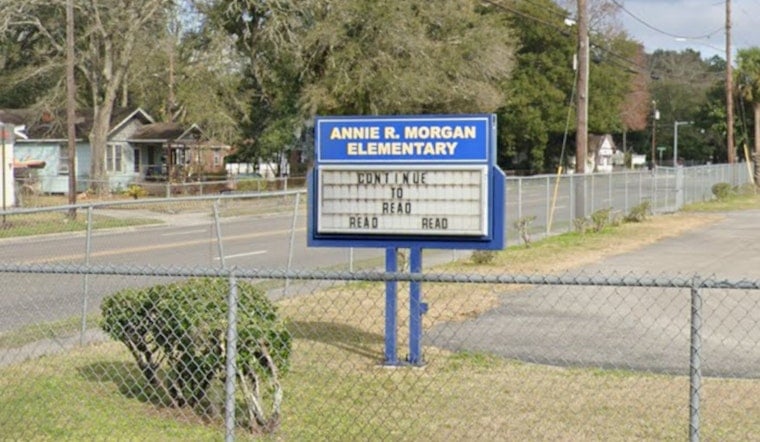 ANNIE R. MORGAN
ELEMENTARY
CONTINUE
TO
READ
READ READ